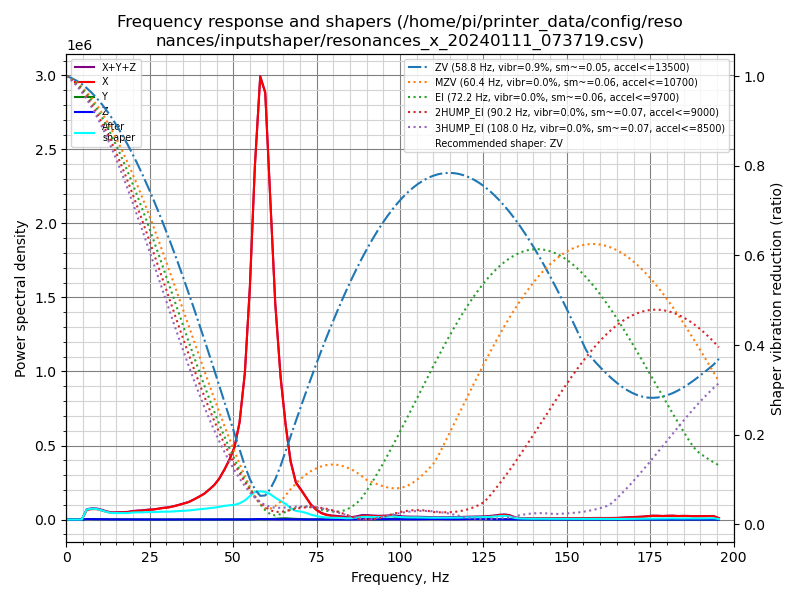 Frequency response and shapers (/home/pi/printer_data/config/reso
nances/inputshaper/resonances_x_20240111_073719.csv)
1e6
X+Y+Z
X
Y
Z
After
shaper
ZV (58.8 Hz, vibr=0.9%, sm~=0.05, accel<=13500)
MZV (60.4 Hz, vibr=0.0%, sm~=0.06, accel<=10700)
EI (72.2 Hz, vibr=0.0%, sm~=0.06, accel<=9700)
2HUMP_EI (90.2 Hz, vibr=0.0%, sm~=0.07, accel<=9000)
3HUMP_EI (108.0 Hz, vibr=0.0%, sm~=0.07, accel<=8500)
Recommended shaper: ZV
3.0
2.5
2.0
1.5
1.0
0.5
0.0
Power spectral density
1.0
0.8
0.6
0.4
0.2
0.0
Shaper vibration reduction (ratio)
0 25 50 75 100 125 150 175 200
Frequency, Hz